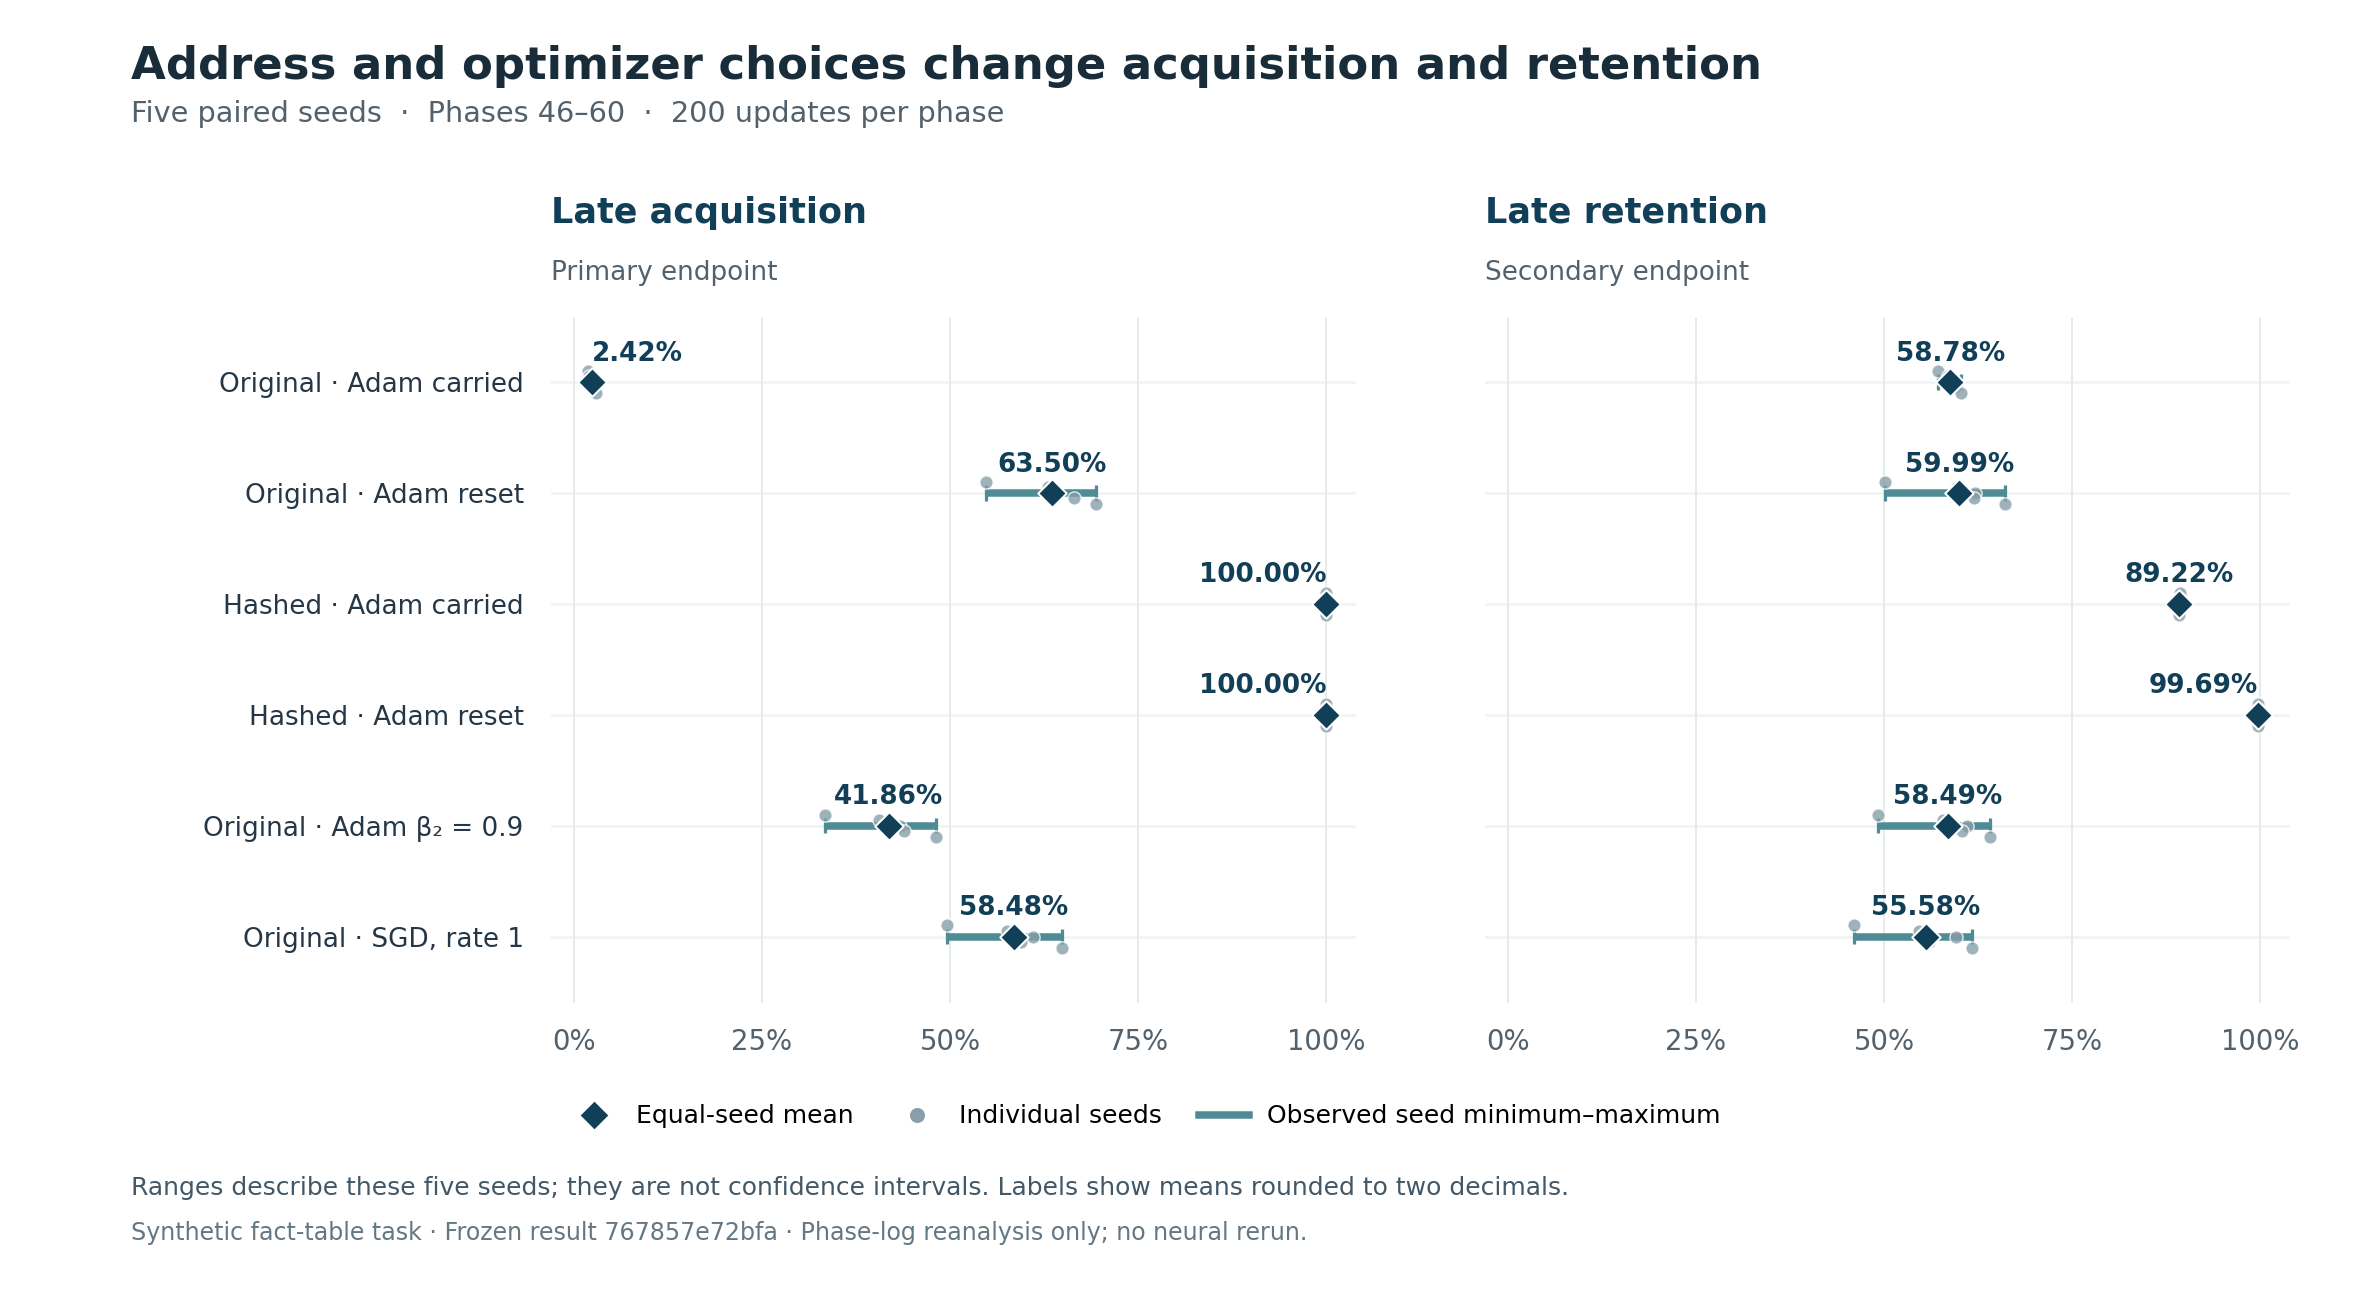 Address and optimizer choices change acquisition and retention
Five paired seeds · Phases 46–60 · 200 updates per phase
Late acquisition
Primary endpoint
Late retention
Secondary endpoint
Original · Adam carried
2.42%
58.78%
Original · Adam reset
63.50%
59.99%
Hashed · Adam carried
100.00%
89.22%
Hashed · Adam reset
100.00%
99.69%
Original · Adam β₂ = 0.9
41.86%
58.49%
Original · SGD, rate 1
58.48%
55.58%
0% 25% 50% 75% 100%
0% 25% 50% 75% 100%
Equal-seed mean
Individual seeds
Observed seed minimum–maximum
Ranges describe these five seeds; they are not confidence intervals. Labels show means rounded to two decimals.
Synthetic fact-table task · Frozen result 767857e72bfa · Phase-log reanalysis only; no neural rerun.